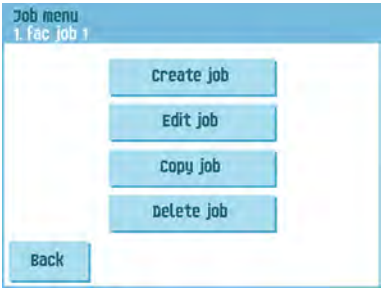 Job menu
1. Fac job 1
Create job
Edit job
Copy job
Delete job
Back